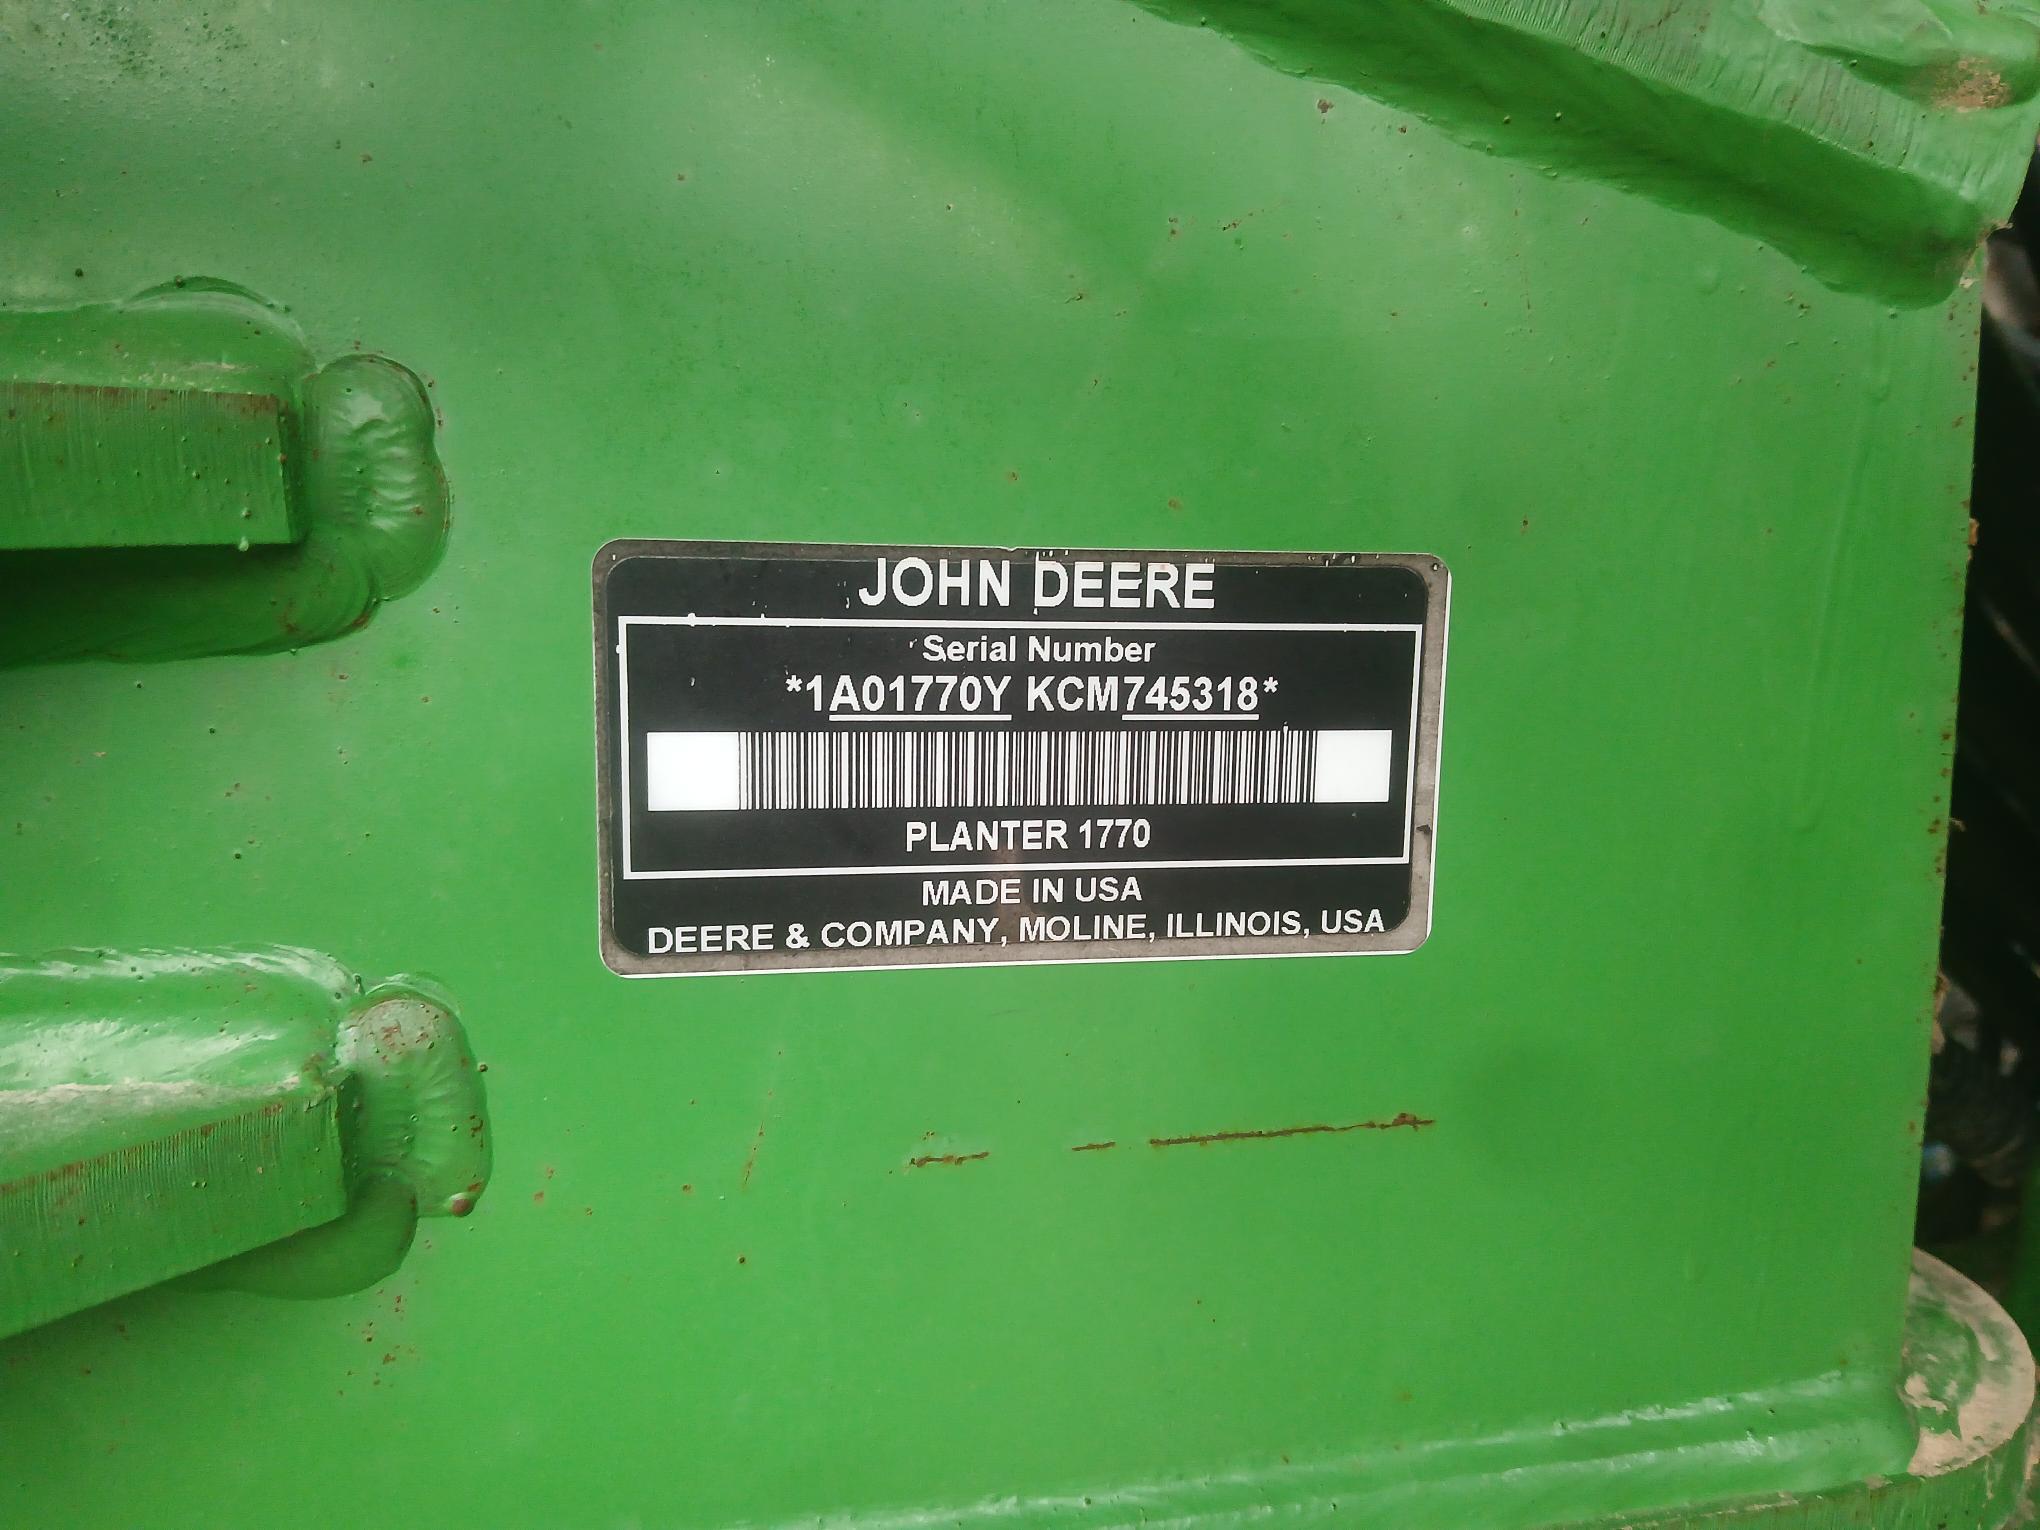 JOHN DEERE
Serial Number
*1A01770Y KCM745318*
PLANTER 1770
MADE IN USA
DEERE & COMPANY, MOLINE, ILLINOIS, USA